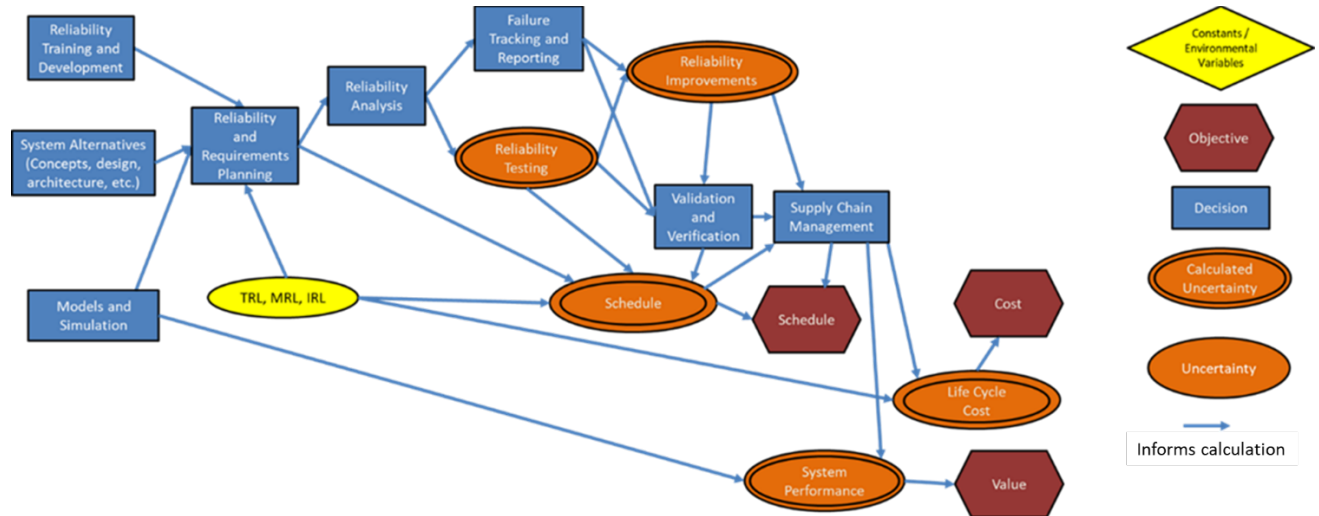 Reliability
Training and
Development
System Alternatives
(Concepts, design,
architecture, etc.)
Models and
Simulation
Reliability
and
Requirements
Planning
TRL, MRL, IRL
Reliability
Analysis
Failure
Tracking and
Reporting
Reliability
Testing
Reliability
Improvements
Validation
and
Verification
Supply Chain
Management
Schedule
Schedule
Cost
Life Cycle
Cost
System
Performance
Value
Constants /
Environmental
Variables
Objective
Decision
Calculated
Uncertainty
Uncertainty
Informs calculation